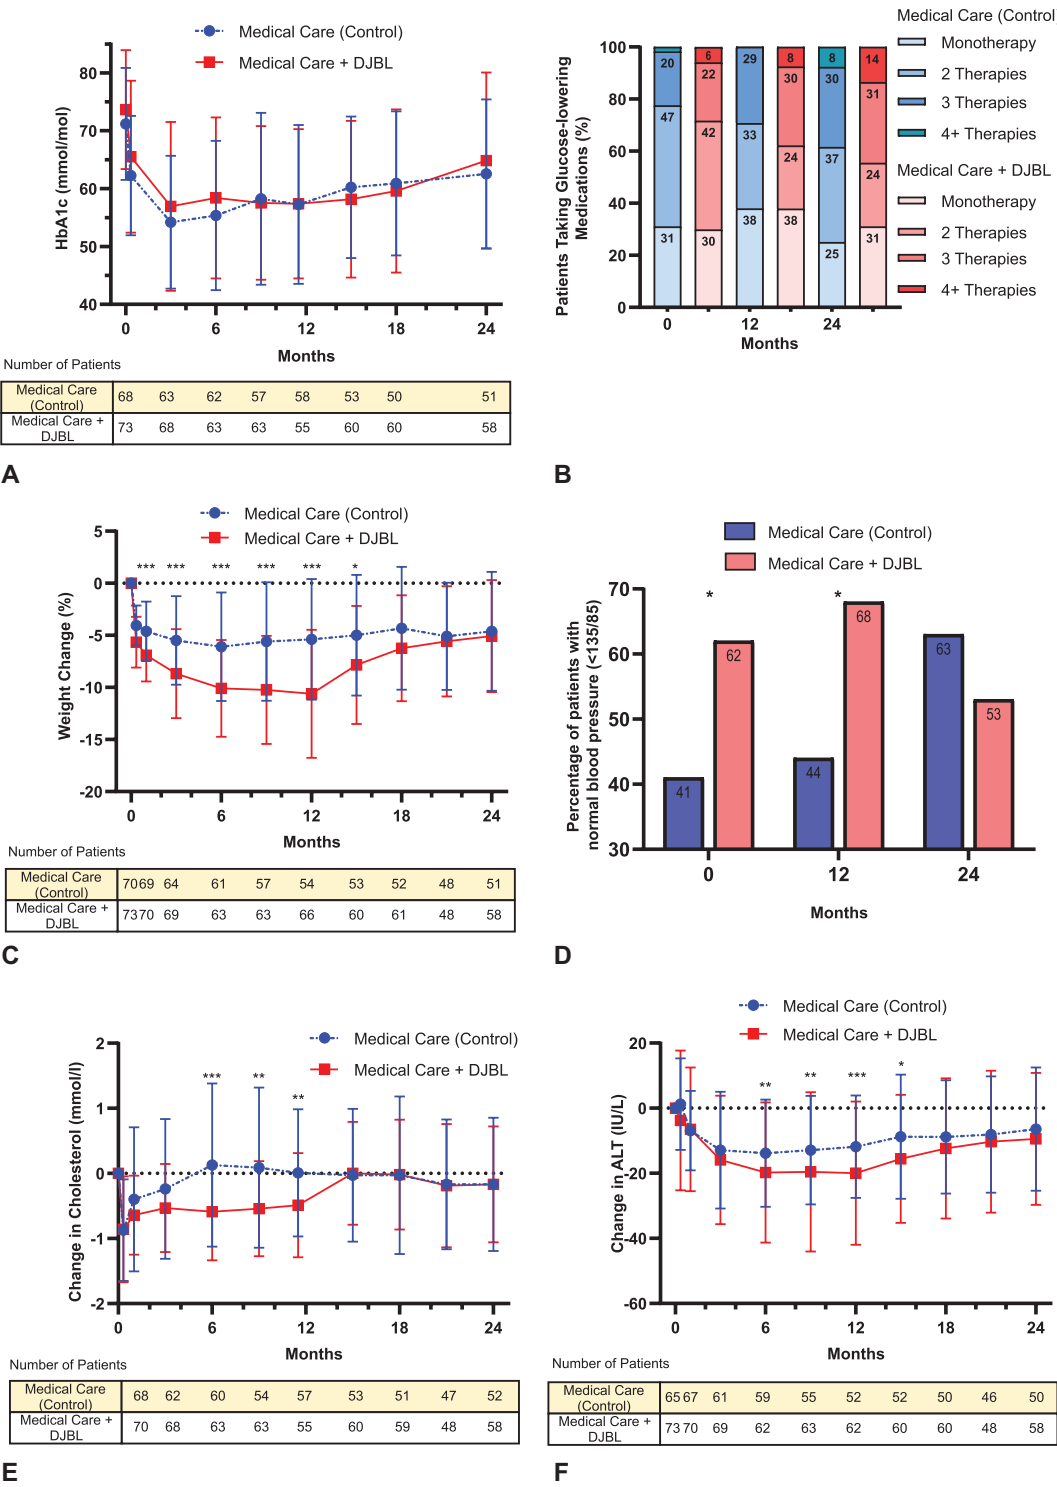 Medical Care (Control)
Medical Care + DJBL
HbA1c (mmol/mol)
80
70
60
50
40
0
6
12
18
24
Months
Number of Patients
Medical Care (Control)
68 63 62 57 58 53 50 51
Medical Care + DJBL
73 68 63 63 55 60 60 58
A
Medical Care (Control)
Monotherapy
2 Therapies
3 Therapies
4+ Therapies
Medical Care + DJBL
Monotherapy
2 Therapies
3 Therapies
4+ Therapies
Patients Taking Glucose-lowering
Medications (%)
100
80
60
40
20
0
20
47
31
6
22
42
30
29
33
38
8
30
24
38
8
30
37
25
14
31
24
31
0
12
24
Months
B
Medical Care (Control)
Medical Care + DJBL
Weight Change (%)
5
0
-5
-10
-15
-20
*** *** *** *** *** *
0
6
12
18
24
Months
Number of Patients
Medical Care (Control)
70 69 64 61 57 54 53 52 48 51
Medical Care + DJBL
73 70 69 63 63 66 60 61 48 58
C
Medical Care (Control)
Medical Care + DJBL
Percentage of patients with
normal blood pressure (<135/85)
70
60
50
40
30
* *
41
62
44
68
63
53
0
12
24
Months
D
Medical Care (Control)
Medical Care + DJBL
Change in Cholesterol (mmol/l)
2
1
0
-1
-2
*** ** **
0
6
12
18
24
Months
Number of Patients
Medical Care (Control)
68 62 60 54 57 53 51 47 52
Medical Care + DJBL
70 68 63 63 55 60 59 48 58
E
Medical Care (Control)
Medical Care + DJBL
Change in ALT (IU/L)
20
0
-20
-40
-60
** ** *** *
0
6
12
18
24
Months
Number of Patients
Medical Care (Control)
65 67 61 59 55 52 52 50 46 50
Medical Care + DJBL
73 70 69 62 63 62 60 60 48 58
F